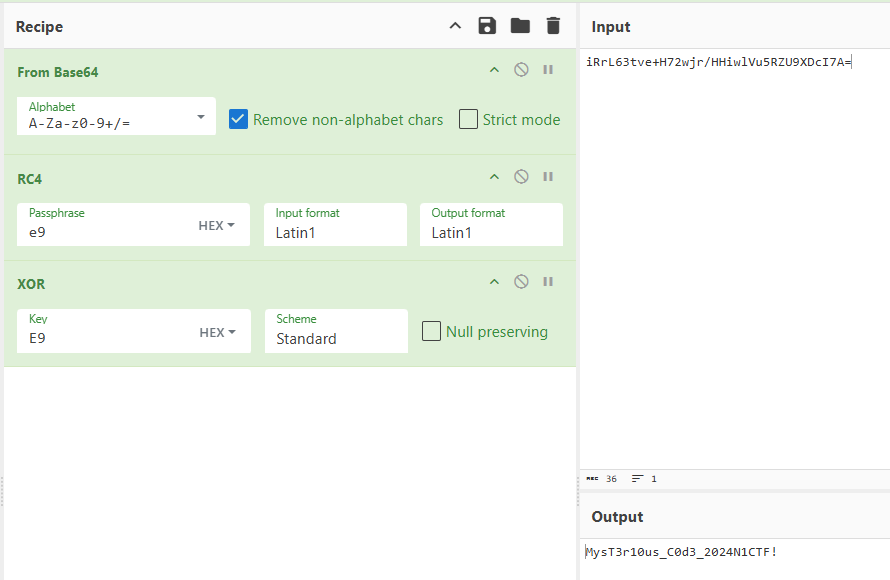 Recipe
Input
From Base64
Alphabet
A-Za-z0-9+/=
Remove non-alphabet chars
Strict mode
RC4
Passphrase
e9
HEX
Input format
Latin1
Output format
Latin1
XOR
Key
E9
HEX
Scheme
Standard
Null preserving
iRrL63tve+H72wjr/HHiwlVu5RZU9XDcI7A=
REC 36
1
Output
MysT3r10us_C0d3_2024N1CTF!